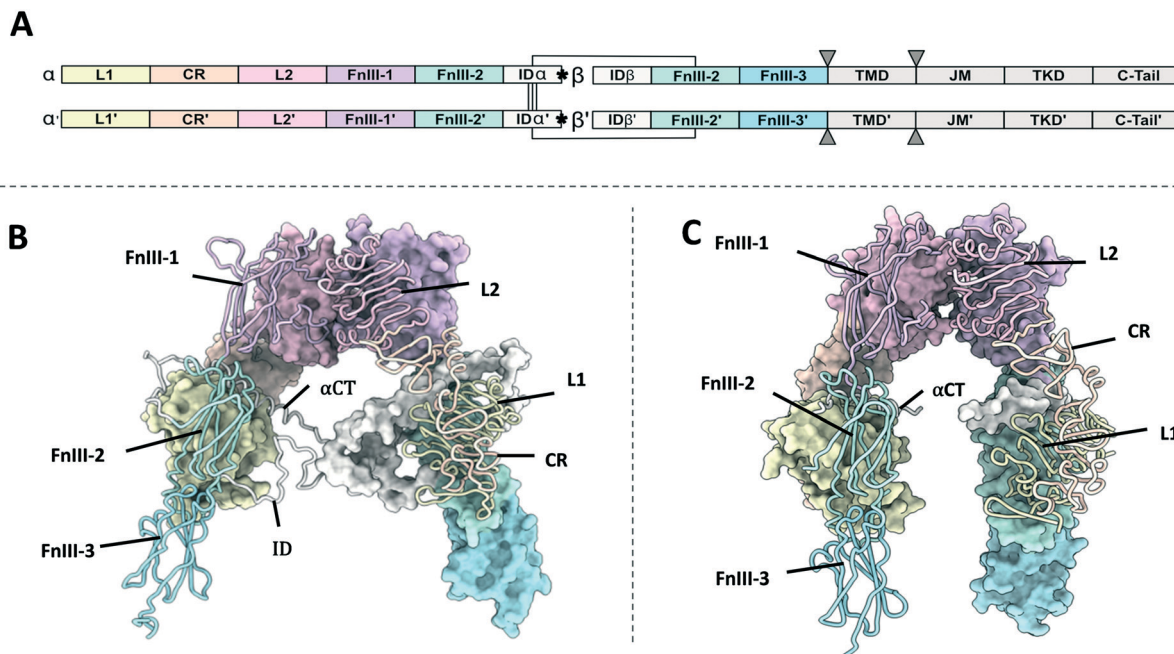 A
α L1 CR L2 FnIII-1 FnIII-2 IDα * β IDβ FnIII-2 FnIII-3 TMD JM TKD C-Tail
α' L1' CR' L2' FnIII-1' FnIII-2' IDα' * β' IDβ' FnIII-2' FnIII-3' TMD' JM' TKD' C-Tail'
B
FnIII-1
L2
αCT
L1
FnIII-2
CR
FnIII-3
ID
C
FnIII-1
L2
CR
FnIII-2
αCT
L1
FnIII-3